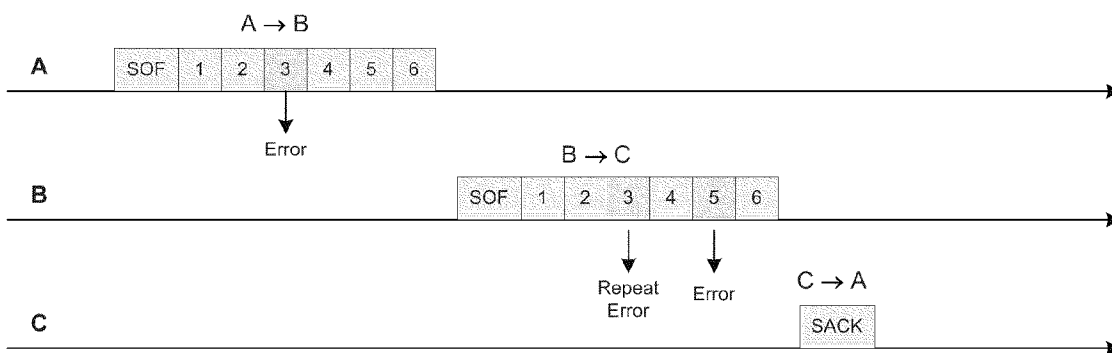 A → B
A
SOF 1 2 3 4 5 6
Error
B → C
B
SOF 1 2 3 4 5 6
Repeat Error
Error
C → A
C
SACK